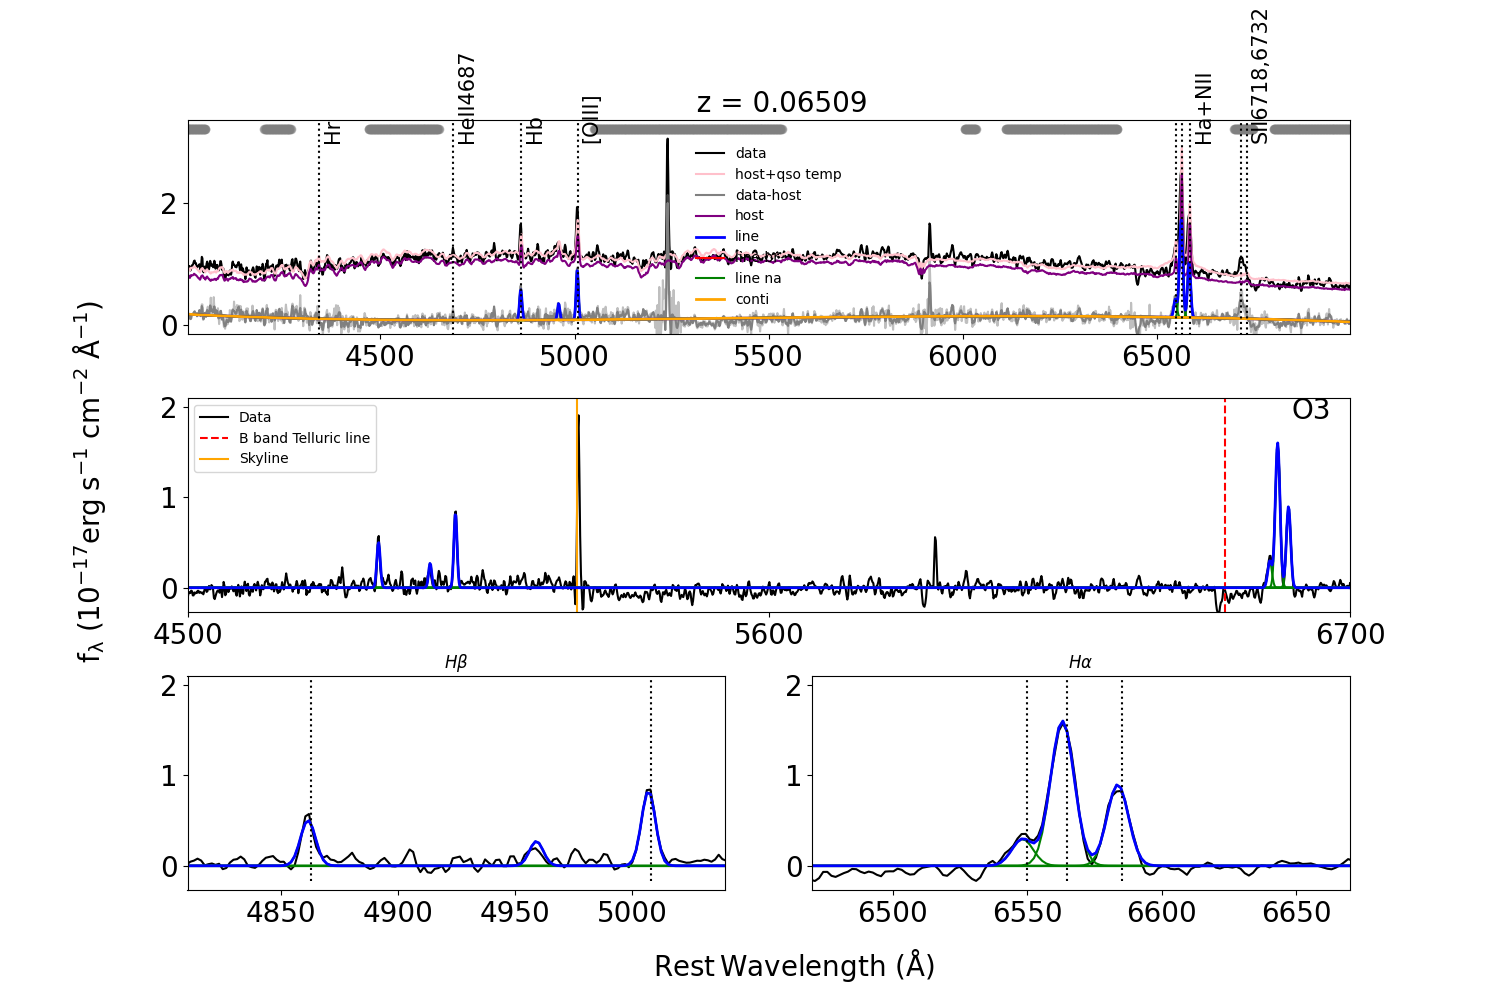 z = 0.06509
Hr
HeII4687
Hb
[OIII]
Ha+NII
SII6718,6732
data
host+qso temp
data-host
host
line
line na
conti
2
0
4500 5000 5500 6000 6500
Data
B band Telluric line
Skyline
O3
2
1
0
4500 5600 6700
fλ (10⁻¹⁷erg s⁻¹ cm⁻² Å⁻¹)
Hβ
2
1
0
4850 4900 4950 5000
Hα
2
1
0
6500 6550 6600 6650
Rest Wavelength (Å)